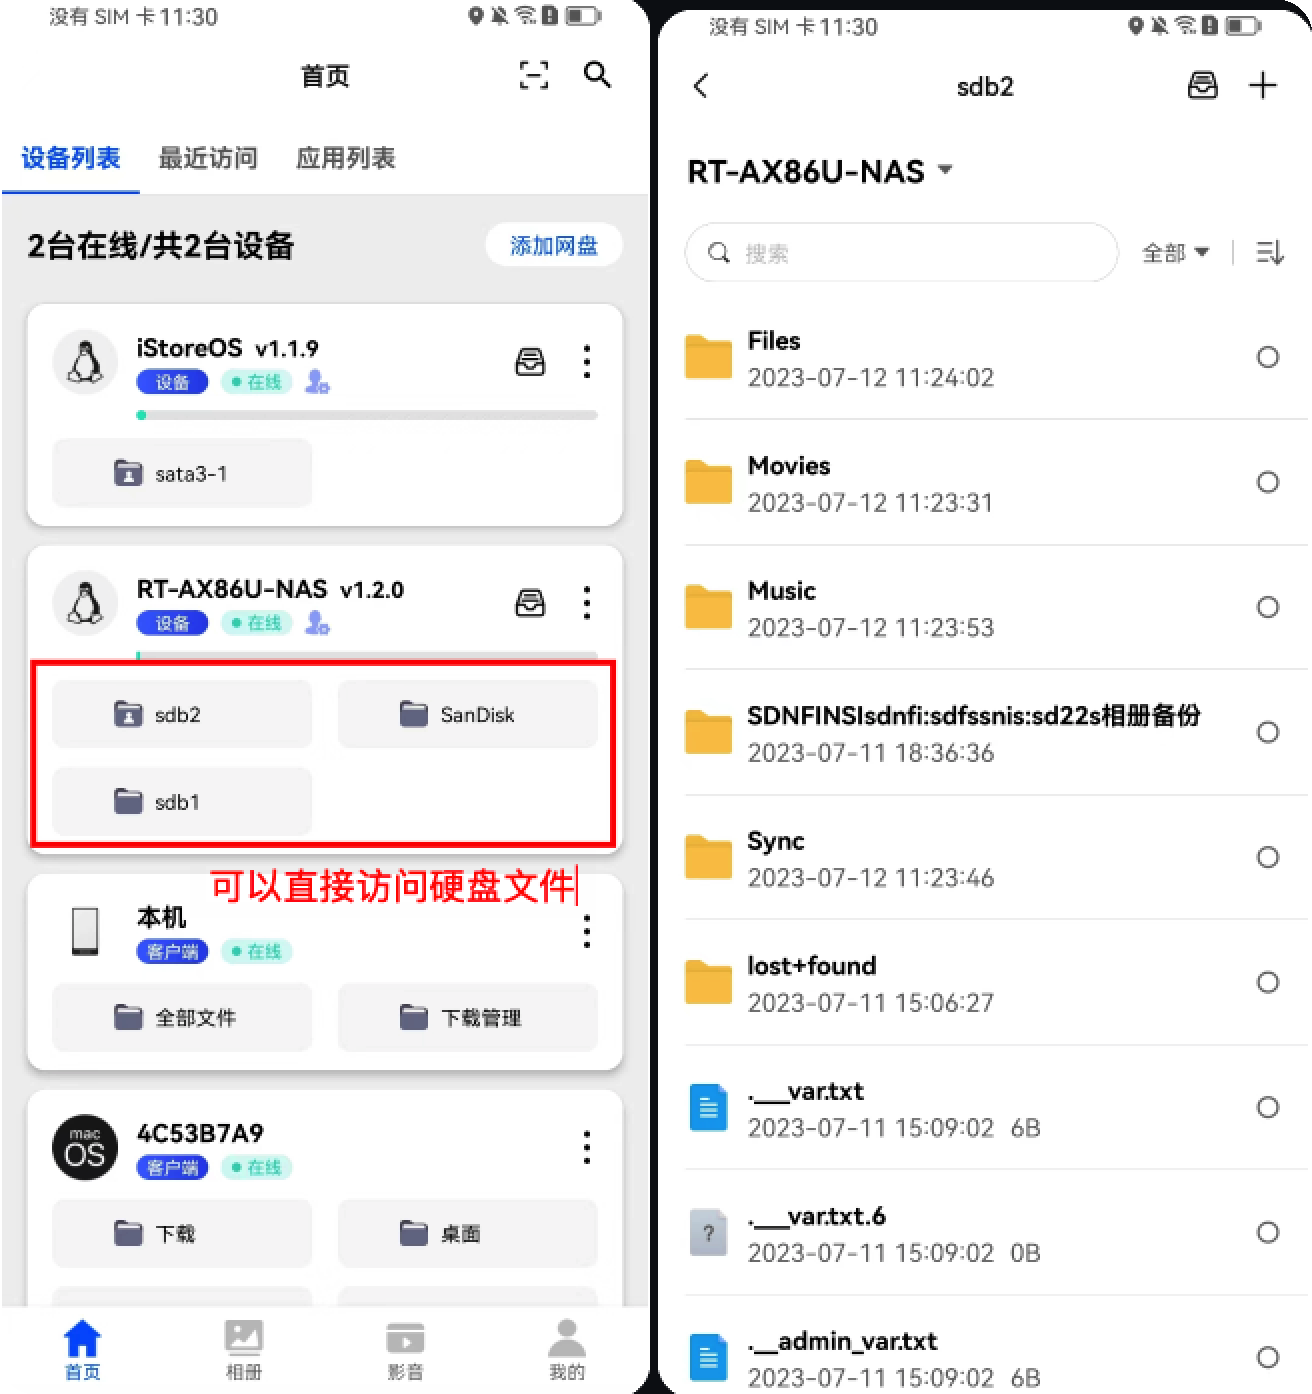 没有 SIM 卡 11:30
首页
设备列表 最近访问 应用列表
2台在线/共2台设备 添加网盘
iStoreOS v1.1.9
设备 在线
sata3-1
RT-AX86U-NAS v1.2.0
设备 在线
sdb2 SanDisk
sdb1
可以直接访问硬盘文件
本机
客户端 在线
全部文件 下载管理
mac
OS
4C53B7A9
客户端 在线
下载 桌面
首页 相册 影音 我的
没有 SIM 卡 11:30
sdb2
RT-AX86U-NAS
搜索 全部
Files
2023-07-12 11:24:02
Movies
2023-07-12 11:23:31
Music
2023-07-12 11:23:53
SDNFINSIsdnfi:sdfssnis:sd22s相册备份
2023-07-11 18:36:36
Sync
2023-07-12 11:23:46
lost+found
2023-07-11 15:06:27
.___var.txt
2023-07-11 15:09:02 6B
?
.___var.txt.6
2023-07-11 15:09:02 0B
.__admin_var.txt
2023-07-11 15:09:02 6B